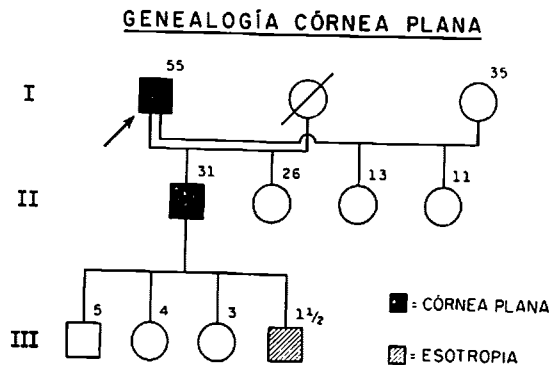 GENEALOGÍA CÓRNEA PLANA
I 55 35
II 31 26 13 11
III 5 4 3 1½
= CÓRNEA PLANA
= ESOTROPIA